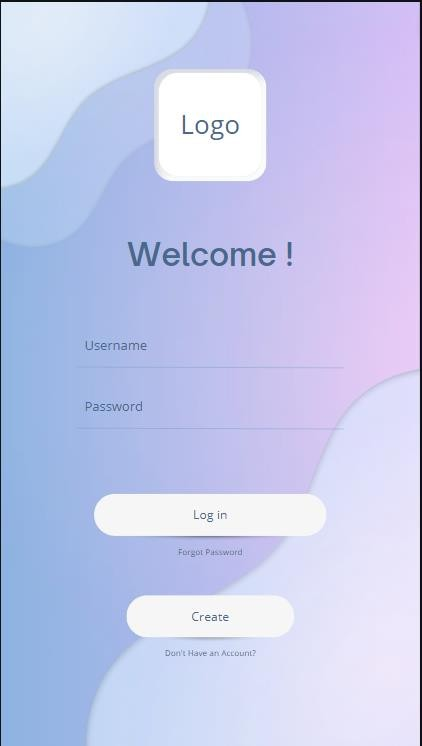 Logo
Welcome !
Username
Password
Log in
Forgot Password
Create
Don't Have an Account?